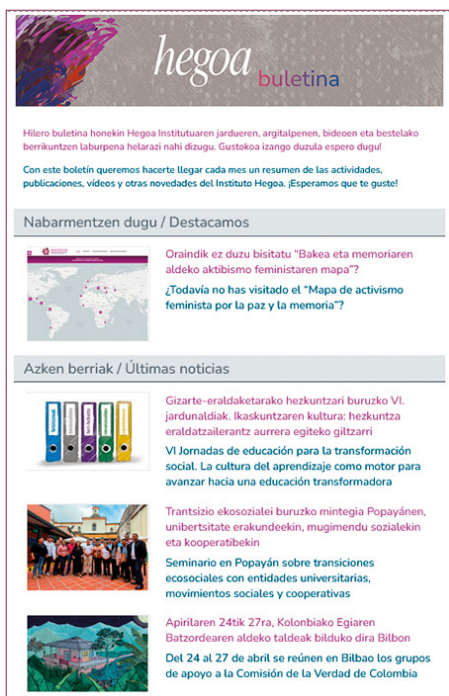 hegoa
buletina
Hilero buletina honekin Hegoa Institutuaren jardueren, argitalpenen, bideoen eta bestelako
berrikuntzen laburpena helarazi nahi dizugu. Gustokoa izango duzula espero dugu!
Con este boletín queremos hacerte llegar cada mes un resumen de las actividades,
publicaciones, vídeos y otras novedades del Instituto Hegoa. ¡Esperamos que te guste!
Nabarmentzen dugu / Destacamos
Oraindik ez duzu bisitatu “Bakea eta memoriaren
aldeko aktibismo feministaren mapa”?
¿Todavía no has visitado el “Mapa de activismo
feminista por la paz y la memoria”?
Azken berriak / Últimas noticias
Gizarte-eraldaketarako hezkuntzari buruzko VI.
jardunaldiak. Ikaskuntzaren kultura: hezkuntza
eraldatzailerantz aurrera egiteko giltzarri
VI Jornadas de educación para la transformación
social. La cultura del aprendizaje como motor para
avanzar hacia una educación transformadora
Trantsizio ekosozialei buruzko mintegia Popayánen,
unibertsitate erakundeekin, mugimendu sozialekin
eta kooperatibekin
Seminario en Popayán sobre transiciones
ecosociales con entidades universitarias,
movimientos sociales y cooperativas
Apirilaren 24tik 27ra, Kolonbiako Egiaren
Batzordearen aldeko taldeak bilduko dira Bilbon
Del 24 al 27 de abril se reúnen en Bilbao los grupos
de apoyo a la Comisión de la Verdad de Colombia